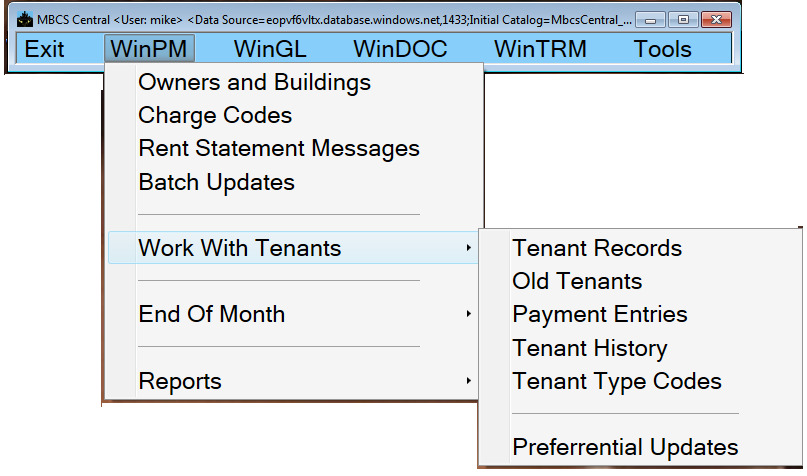 MBCS Central <User: mike> <Data Source=eopvf6vltx.database.windows.net,1433;Initial Catalog=MbcsCentral_...
Exit WinPM WinGL WinDOC WinTRM Tools
Owners and Buildings
Charge Codes
Rent Statement Messages
Batch Updates
Work With Tenants
Tenant Records
Old Tenants
End Of Month
Payment Entries
Tenant History
Reports
Tenant Type Codes
Preferrential Updates